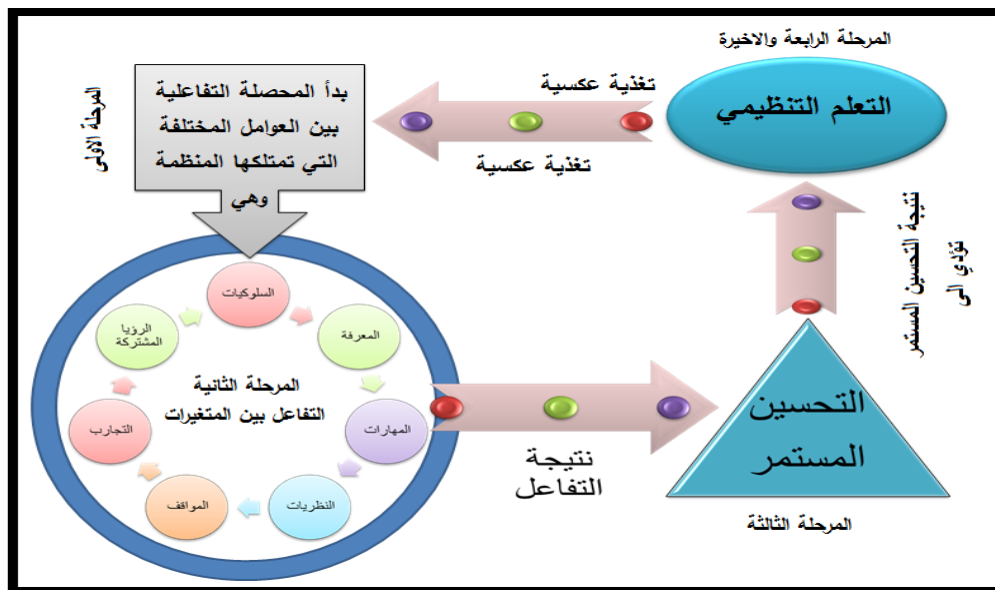 المرحلة الاولى
بدأ المحصلة التفاعلية
بين العوامل المختلفة
التي تمتلكها المنظمة
وهي
السلوكيات
المعرفة
المهارات
النظريات
المواقف
التجارب
الرؤيا
المشتركة
المرحلة الثانية
التفاعل بين المتغيرات
نتيجة
التفاعل
التحسين
المستمر
المرحلة الثالثة
نتيجة التحسين المستمر
تؤدي الى
المرحلة الرابعة والاخيرة
التعلم التنظيمي
تغذية عكسية
تغذية عكسية